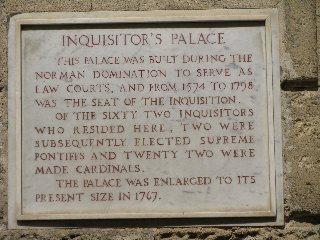 INQUISITOR'S PALACE
THIS PALACE WAS BUILT DURING THE
NORMAN DOMINATION TO SERVE AS
LAW COURTS, AND FROM 1574 TO 1798
WAS THE SEAT OF THE INQUISITION.
OF THE SIXTY TWO INQUISITORS
WHO RESIDED HERE, TWO WERE
SUBSEQUENTLY ELECTED SUPREME
PONTIFFS AND TWENTY TWO WERE
MADE CARDINALS.
THE PALACE WAS ENLARGED TO ITS
PRESENT SIZE IN 1767.